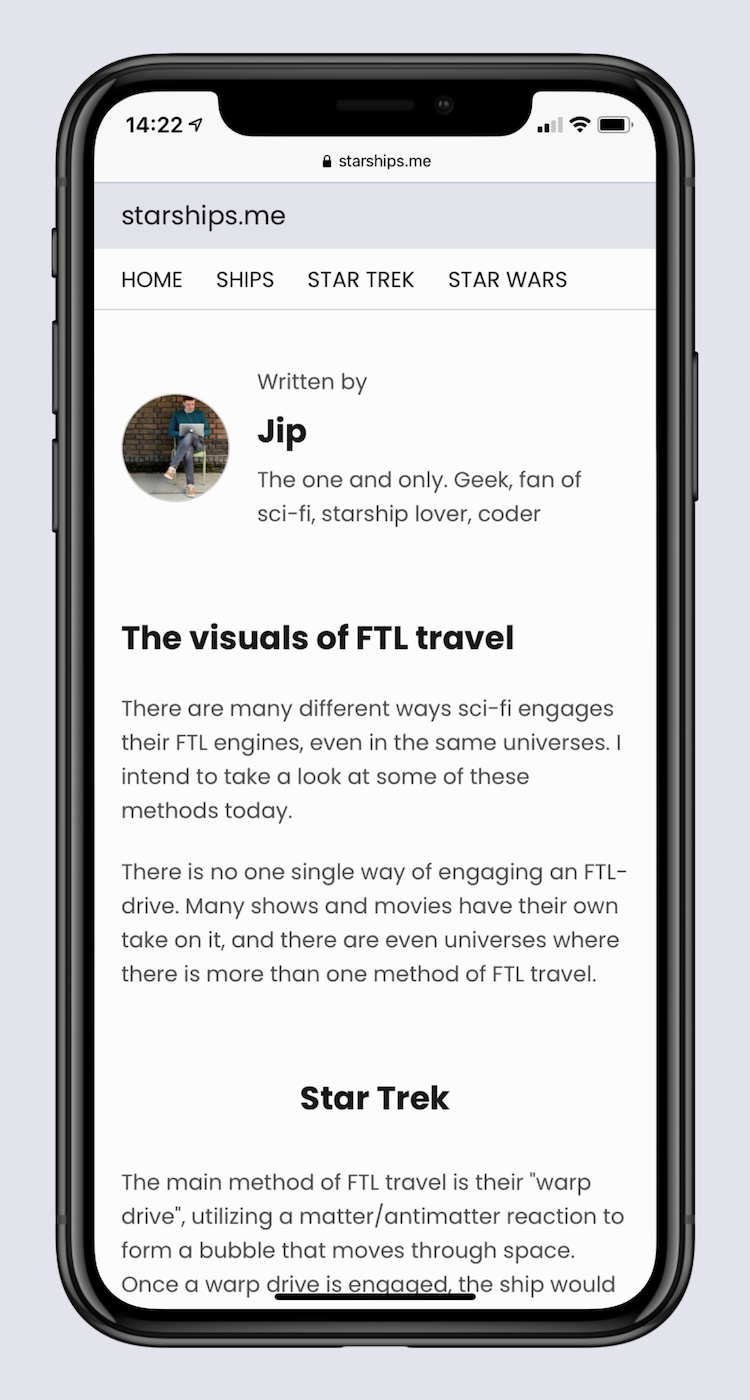 14:22
starships.me
starships.me
HOME SHIPS STAR TREK STAR WARS
Written by
Jip
The one and only. Geek, fan of
sci-fi, starship lover, coder
The visuals of FTL travel
There are many different ways sci-fi engages
their FTL engines, even in the same universes. I
intend to take a look at some of these
methods today.
There is no one single way of engaging an FTL-
drive. Many shows and movies have their own
take on it, and there are even universes where
there is more than one method of FTL travel.
Star Trek
The main method of FTL travel is their "warp
drive", utilizing a matter/antimatter reaction to
form a bubble that moves through space.
Once a warp drive is engaged, the ship would